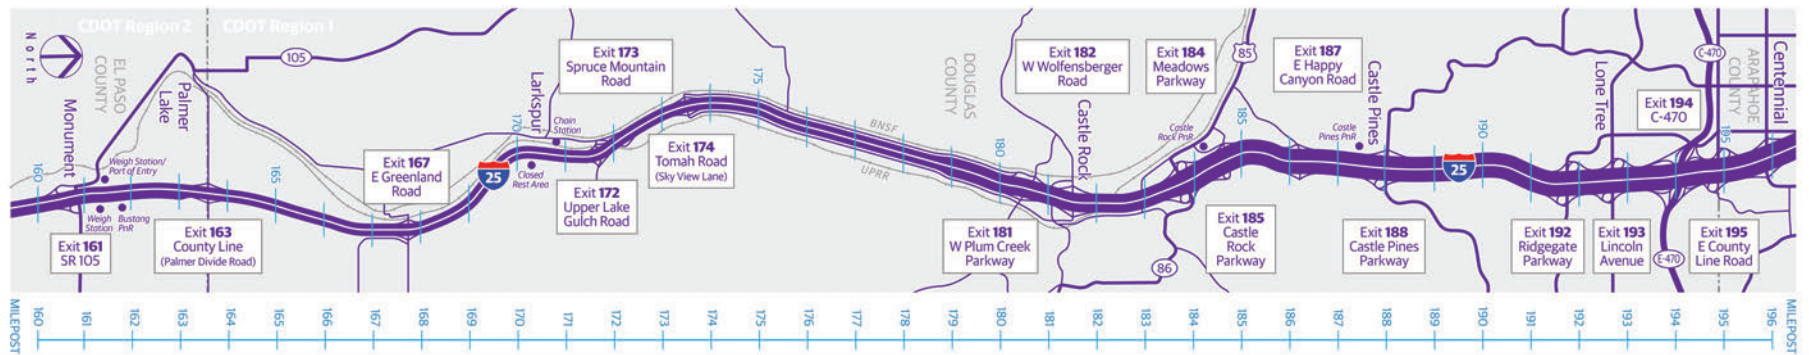 CDOT Region 2
CDOT Region 1
North
EL PASO
COUNTY
Monument
Palmer
Lake
105
Weigh Station/
Port of Entry
Weigh
Station
Bustang
PnR
160
165
Exit 161
SR 105
Exit 163
County Line
(Palmer Divide Road)
Exit 167
E Greenland
Road
25
170
Larkspur
Chain
Station
Closed
Rest Area
Exit 173
Spruce Mountain
Road
Exit 172
Upper Lake
Gulch Road
Exit 174
Tomah Road
(Sky View Lane)
175
BNSF
UPRR
DOUGLAS
COUNTY
180
Exit 181
W Plum Creek
Parkway
Exit 182
W Wolfensberger
Road
Castle Rock
Exit 184
Meadows
Parkway
85
Castle
Rock PnR
86
185
Exit 185
Castle
Rock
Parkway
Exit 187
E Happy
Canyon Road
Castle Pines
Castle
Pines PnR
Exit 188
Castle Pines
Parkway
25
190
Exit 192
Ridgegate
Parkway
Lone Tree
Exit 193
Lincoln
Avenue
Exit 194
C-470
C-470
E-470
ARAPAHOE
COUNTY
Centennial
195
Exit 195
E County
Line Road
MILEPOST
160
161
162
163
164
165
166
167
168
169
170
171
172
173
174
175
176
177
178
179
180
181
182
183
184
185
186
187
188
189
190
191
192
193
194
195
196
MILEPOST